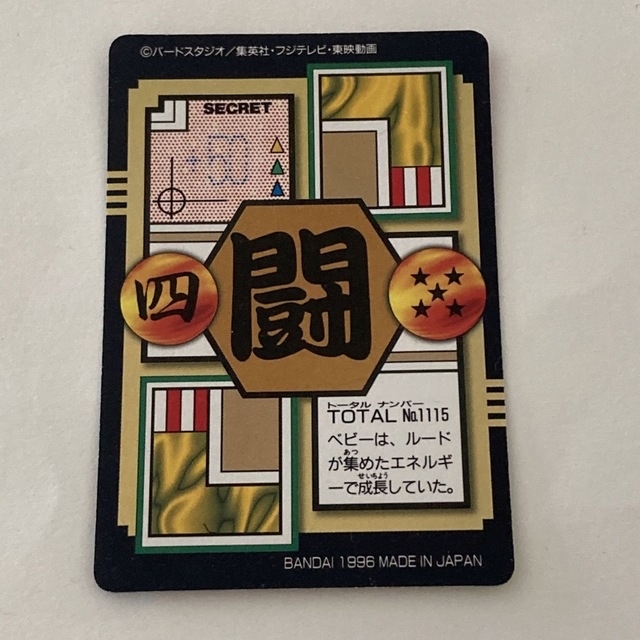 ©バードスタジオ／集英社・フジテレビ・東映動画
SECRET
+60
闘
四
トータル ナンバー
TOTAL №1115
ベビーは、ルード
が集めたエネルギ
ーで成長していた。
あつ
せいちょう
BANDAI 1996 MADE IN JAPAN